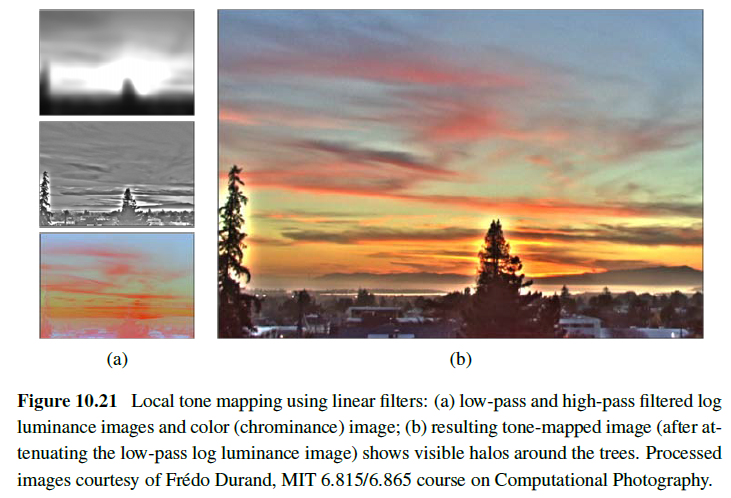 (a)
(b)
Figure 10.21 Local tone mapping using linear filters: (a) low-pass and high-pass filtered log
luminance images and color (chrominance) image; (b) resulting tone-mapped image (after at-
tenuating the low-pass log luminance image) shows visible halos around the trees. Processed
images courtesy of Frédo Durand, MIT 6.815/6.865 course on Computational Photography.